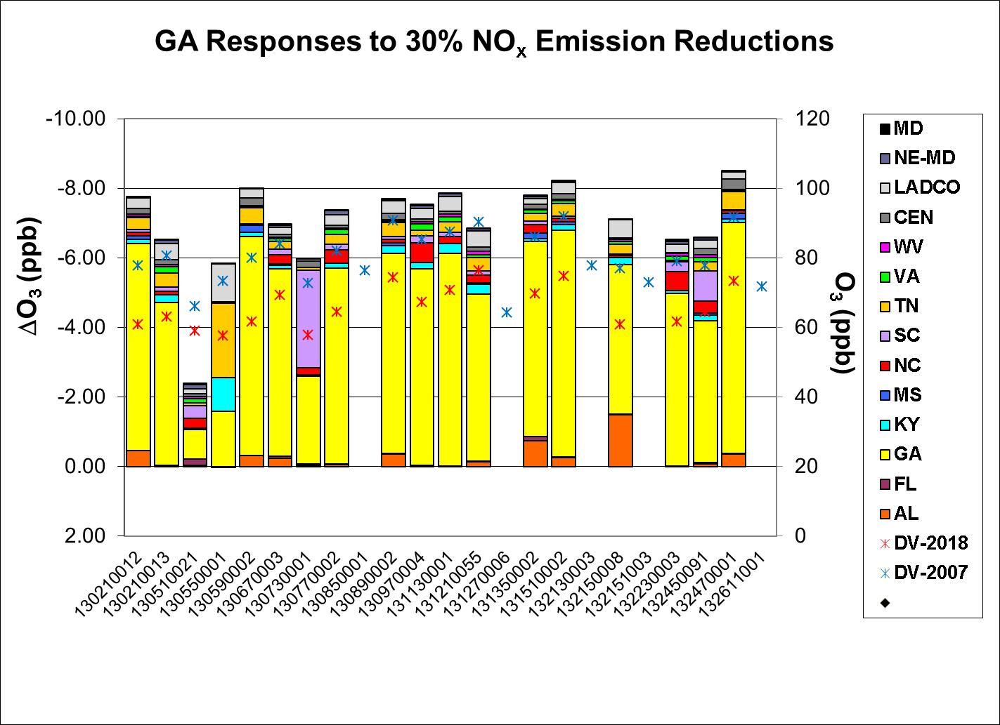 GA Responses to 30% NOx Emission Reductions
ΔO3 (ppb)
-10.00
-8.00
-6.00
-4.00
-2.00
0.00
2.00
120
100
80
60
40
20
0
O3 (ppb)
130210012
130210013
130510021
130550001
130590002
130670003
130730001
130770002
130850001
130890002
130970004
131130001
131210055
131270006
131350002
131510002
132130003
132150008
132151003
132230003
132450091
132470001
132611001
MD
NE-MD
LADCO
CEN
WV
VA
TN
SC
NC
MS
KY
GA
FL
AL
DV-2018
DV-2007